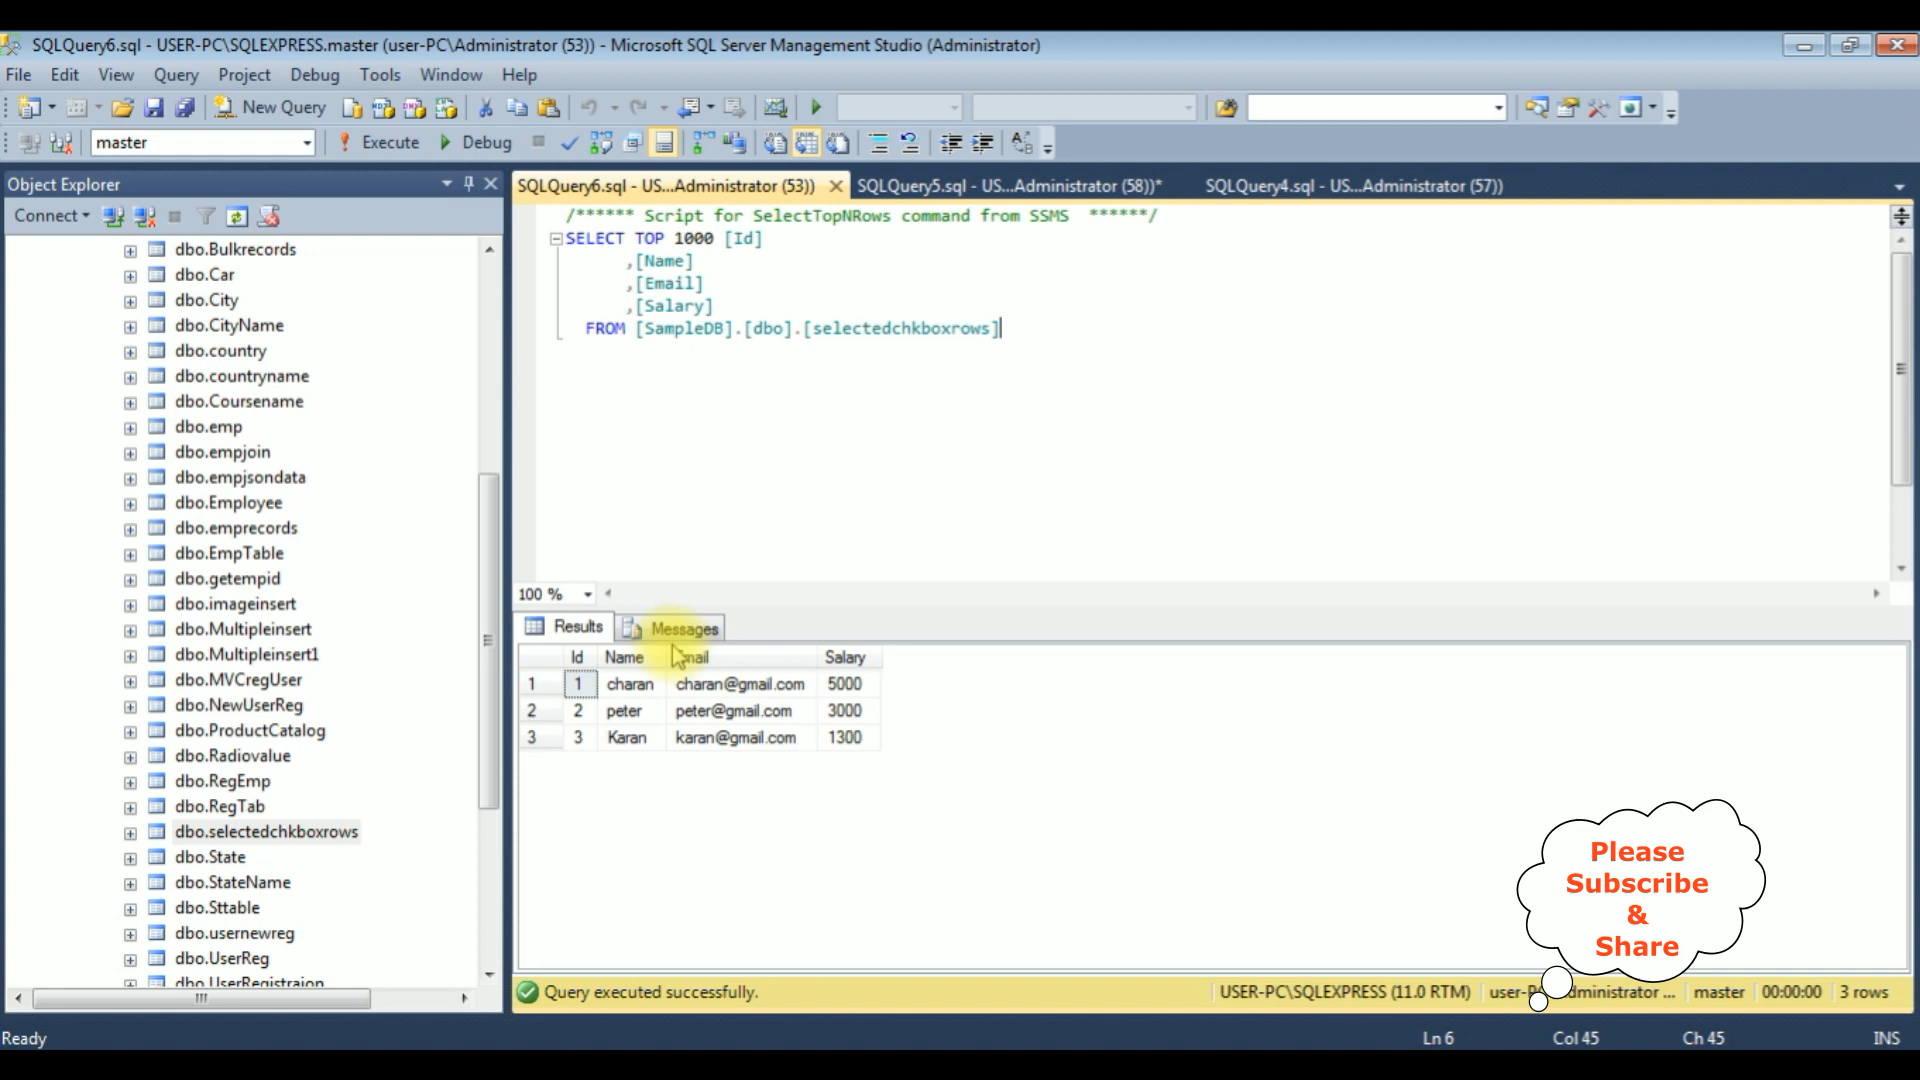 SQLQuery6.sql - USER-PC\SQLEXPRESS.master (user-PC\Administrator (53)) - Microsoft SQL Server Management Studio (Administrator)
File Edit View Query Project Debug Tools Window Help
New Query
master Execute Debug
Object Explorer
Connect
dbo.Bulkrecords
dbo.Car
dbo.City
dbo.CityName
dbo.country
dbo.countryname
dbo.Coursename
dbo.emp
dbo.empjoin
dbo.empjsondata
dbo.Employee
dbo.emprecords
dbo.EmpTable
dbo.getempid
dbo.imageinsert
dbo.Multipleinsert
dbo.Multipleinsert1
dbo.MVCregUser
dbo.NewUserReg
dbo.ProductCatalog
dbo.Radiovalue
dbo.RegEmp
dbo.RegTab
dbo.selectedchkboxrows
dbo.State
dbo.StateName
dbo.Sttable
dbo.usernewreg
dbo.UserReg
dbo.UserRegistraion
SQLQuery6.sql - US...Administrator (53)) SQLQuery5.sql - US...Administrator (58))* SQLQuery4.sql - US...Administrator (57))
/****** Script for SelectTopNRows command from SSMS ******/
SELECT TOP 1000 [Id]
,[Name]
,[Email]
,[Salary]
FROM [SampleDB].[dbo].[selectedchkboxrows]
100 %
Results Messages
Id Name Salary
1 1 charan charan@gmail.com 5000
2 2 peter peter@gmail.com 3000
3 3 Karan karan@gmail.com 1300
Please
Subscribe
&
Share
Query executed successfully. USER-PC\SQLEXPRESS (11.0 RTM) master 00:00:00 3 rows
Ready Ln 6 Col 45 Ch 45 INS